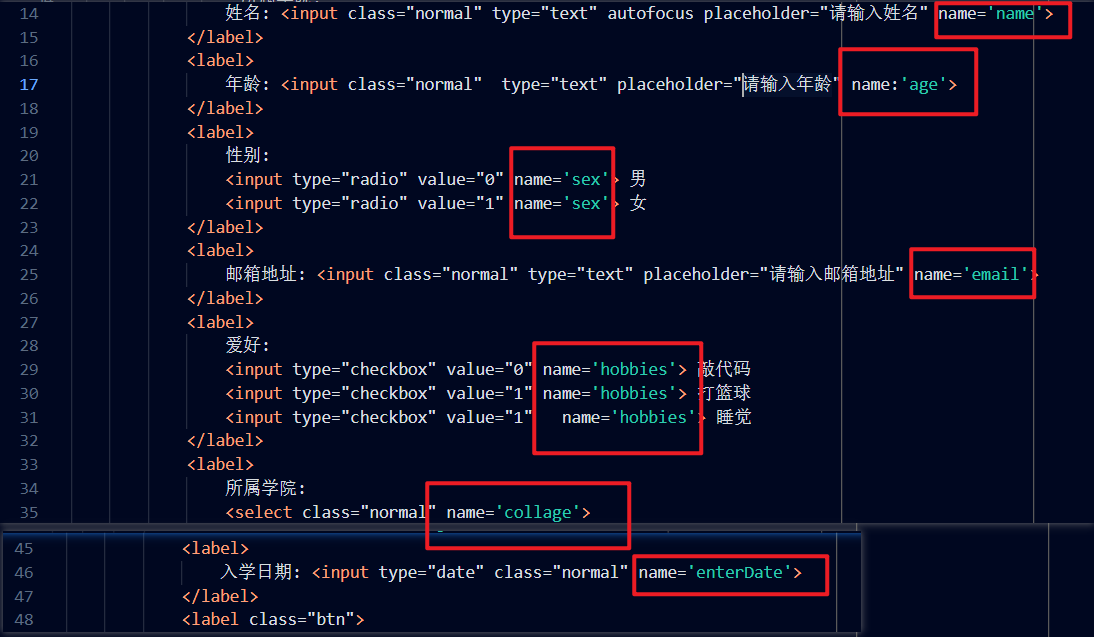 14 姓名: <input class="normal" type="text" autofocus placeholder="请输入姓名" name='name'>
15 </label>
16 <label>
17 年龄: <input class="normal"  type="text" placeholder="请输入年龄" name:'age'>
18 </label>
19 <label>
20 性别:
21 <input type="radio" value="0" name='sex'> 男
22 <input type="radio" value="1" name='sex'> 女
23 </label>
24 <label>
25 邮箱地址: <input class="normal" type="text" placeholder="请输入邮箱地址" name='email'>
26 </label>
27 <label>
28 爱好:
29 <input type="checkbox" value="0" name='hobbies'> 敲代码
30 <input type="checkbox" value="1" name='hobbies'> 打篮球
31 <input type="checkbox" value="1"   name='hobbies'> 睡觉
32 </label>
33 <label>
34 所属学院:
35 <select class="normal" name='collage'>
45 <label>
46 入学日期: <input type="date" class="normal" name='enterDate'>
47 </label>
48 <label class="btn">